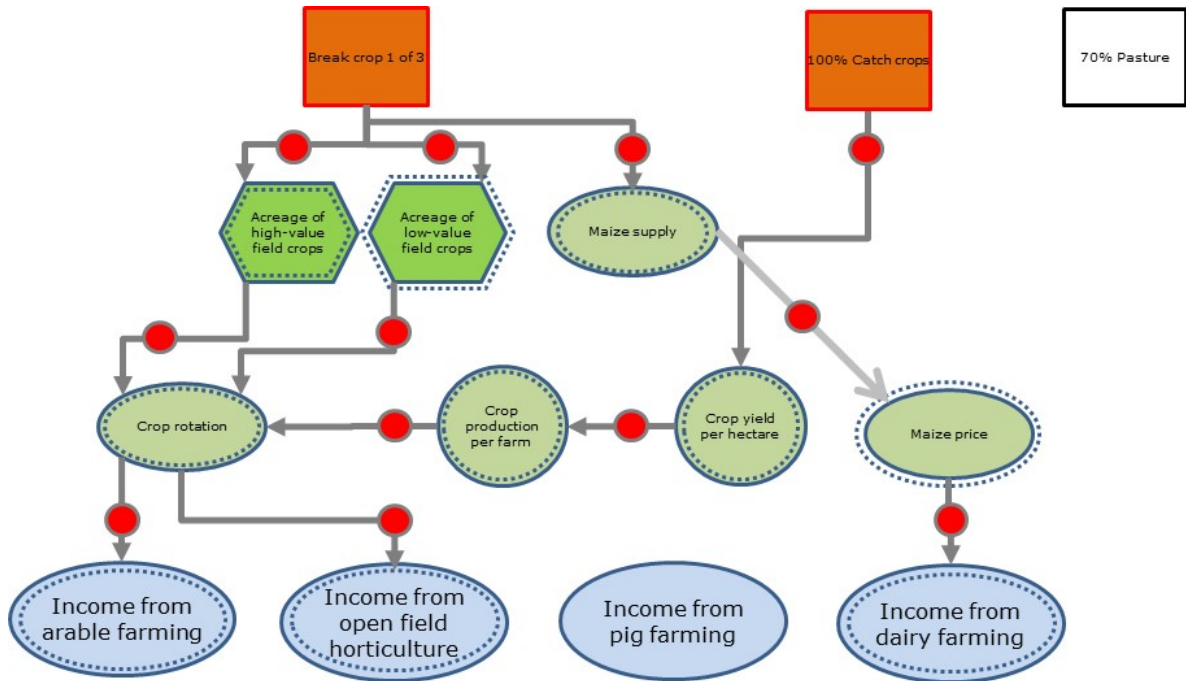 Break crop 1 of 3
100% Catch crops
70% Pasture
Acreage of
high-value
field crops
Acreage of
low-value
field crops
Maize supply
Crop rotation
Crop
production
per farm
Crop yield
per hectare
Maize price
Income from
arable farming
Income from
open field
horticulture
Income from
pig farming
Income from
dairy farming